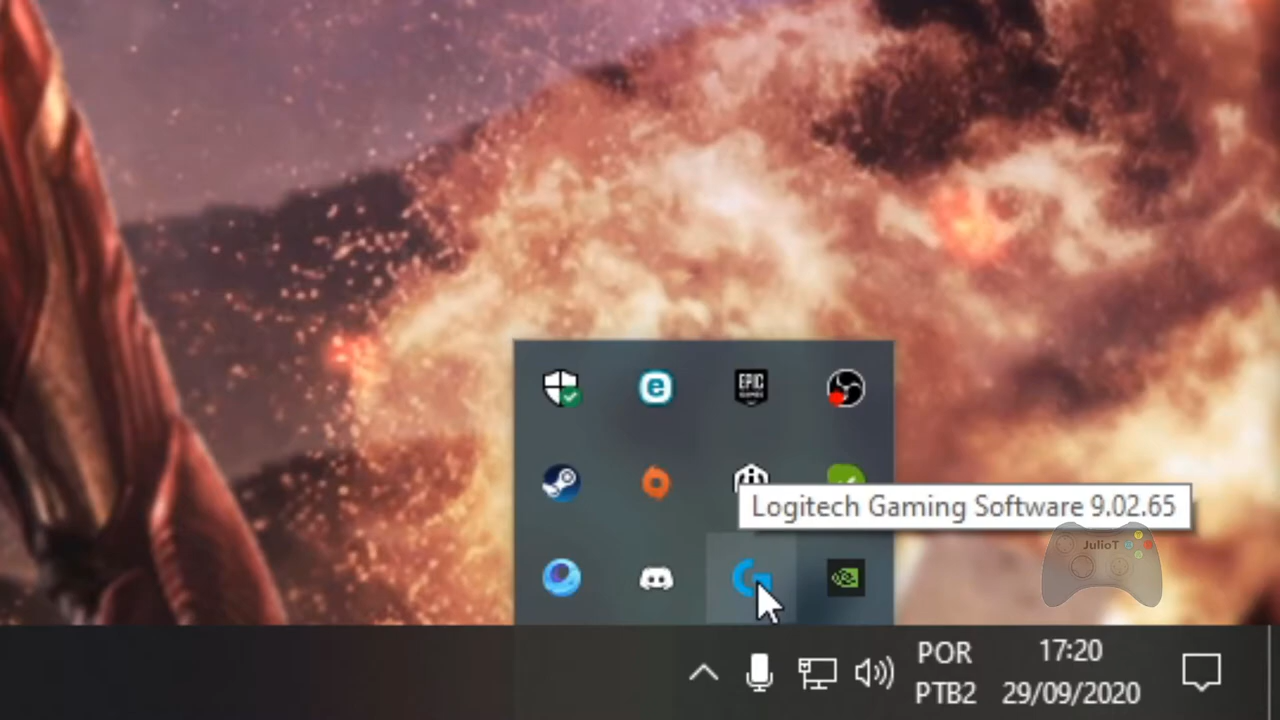 EPIC
GAMES
Logitech Gaming Software 9.02.65
JulioT
POR
PTB2
17:20
29/09/2020